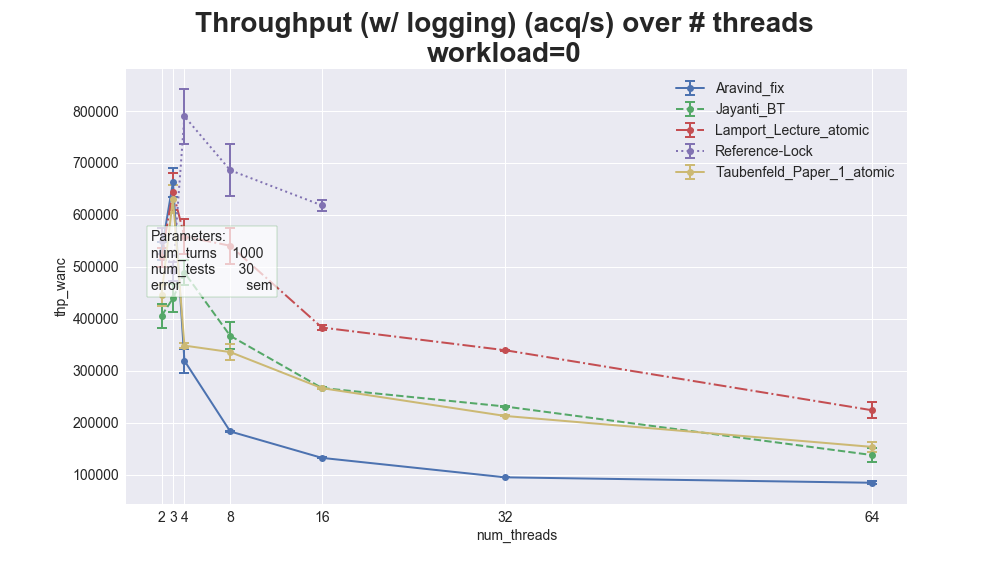 Throughput (w/ logging) (acq/s) over # threads
workload=0
Aravind_fix
Jayanti_BT
Lamport_Lecture_atomic
Reference-Lock
Taubenfeld_Paper_1_atomic
800000
700000
600000
500000
400000
300000
200000
100000
thp_wanc
Parameters:
num_turns 1000
num_tests 30
error sem
2 3 4 8 16 32 64
num_threads